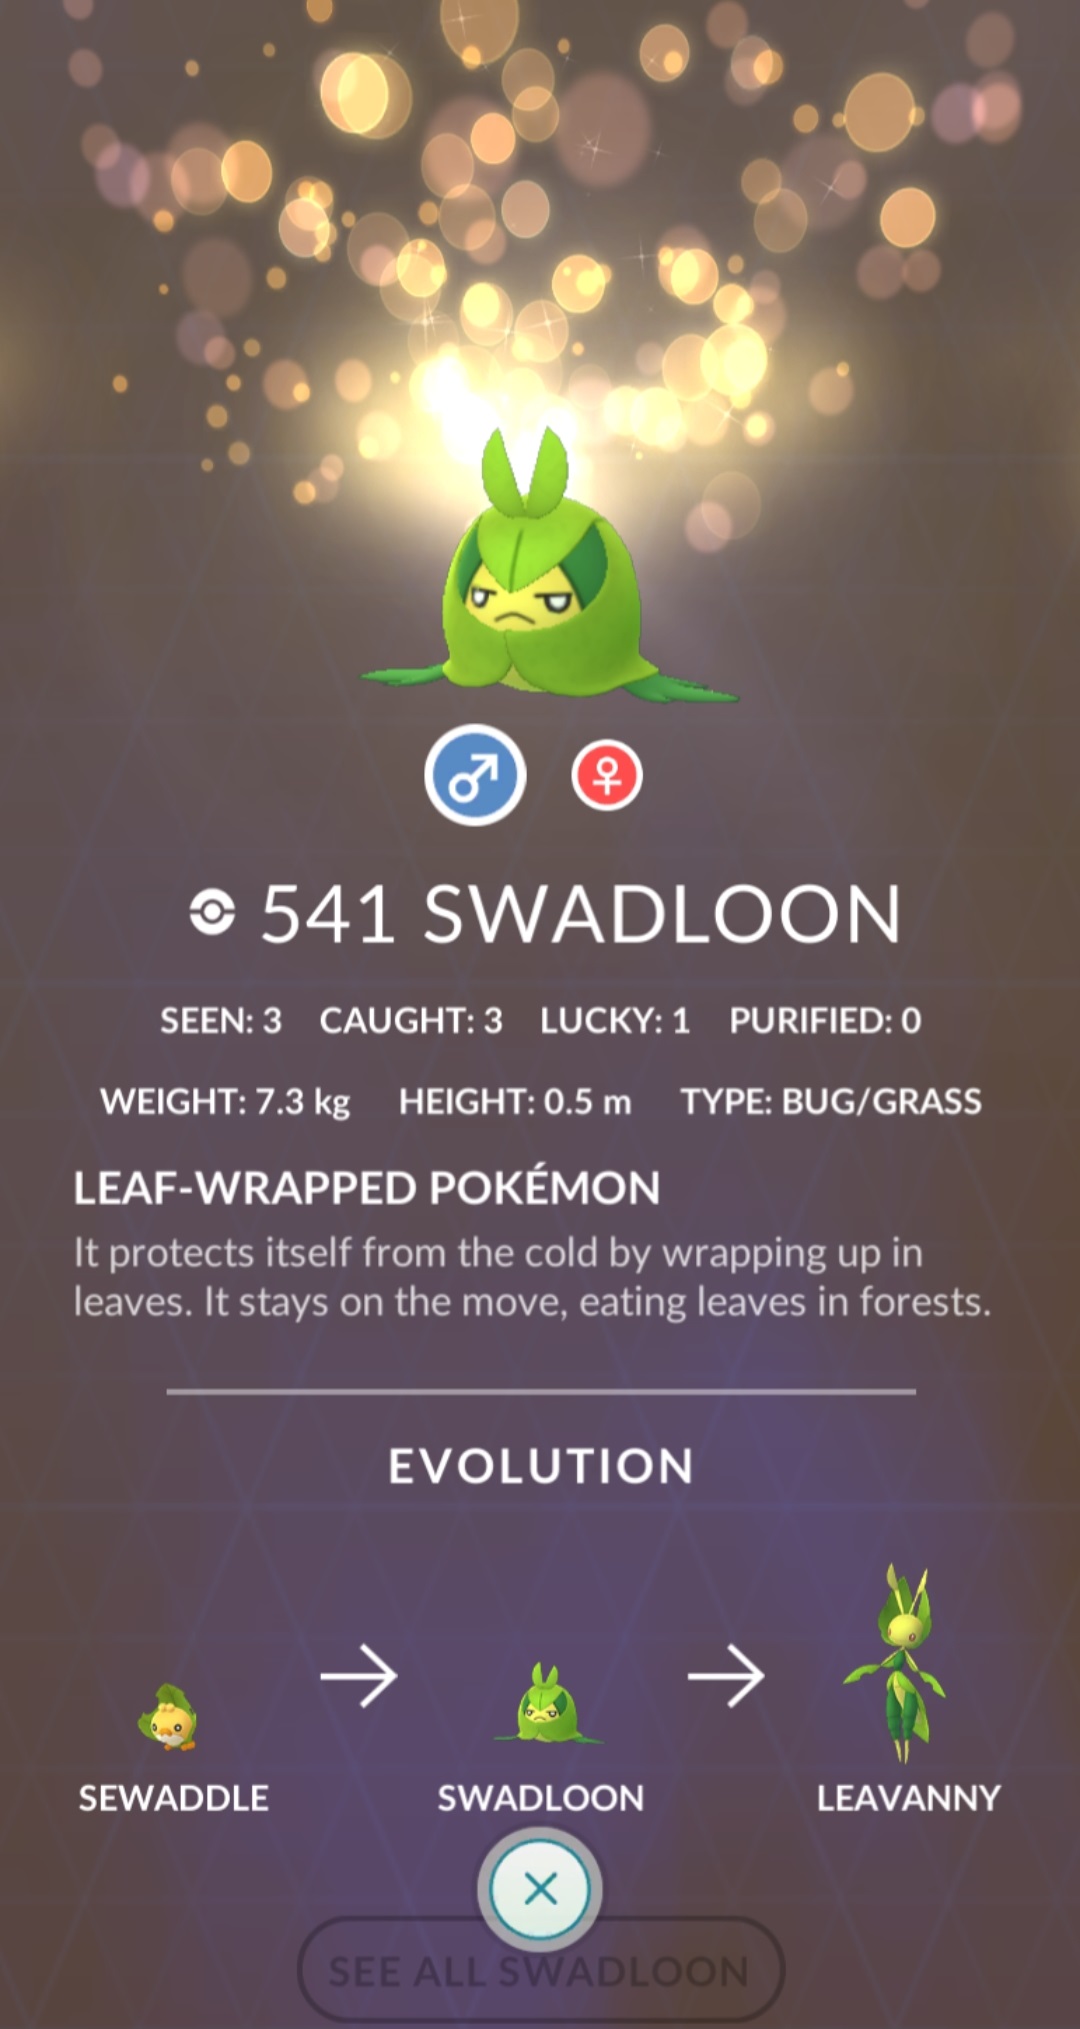 541 SWADLOON
SEEN: 3 CAUGHT: 3 LUCKY: 1 PURIFIED: 0
WEIGHT: 7.3 kg HEIGHT: 0.5 m TYPE: BUG/GRASS
LEAF-WRAPPED POKÉMON
It protects itself from the cold by wrapping up in
leaves. It stays on the move, eating leaves in forests.
EVOLUTION
SEWADDLE SWADLOON LEAVANNY
SEE ALL SWADLOON